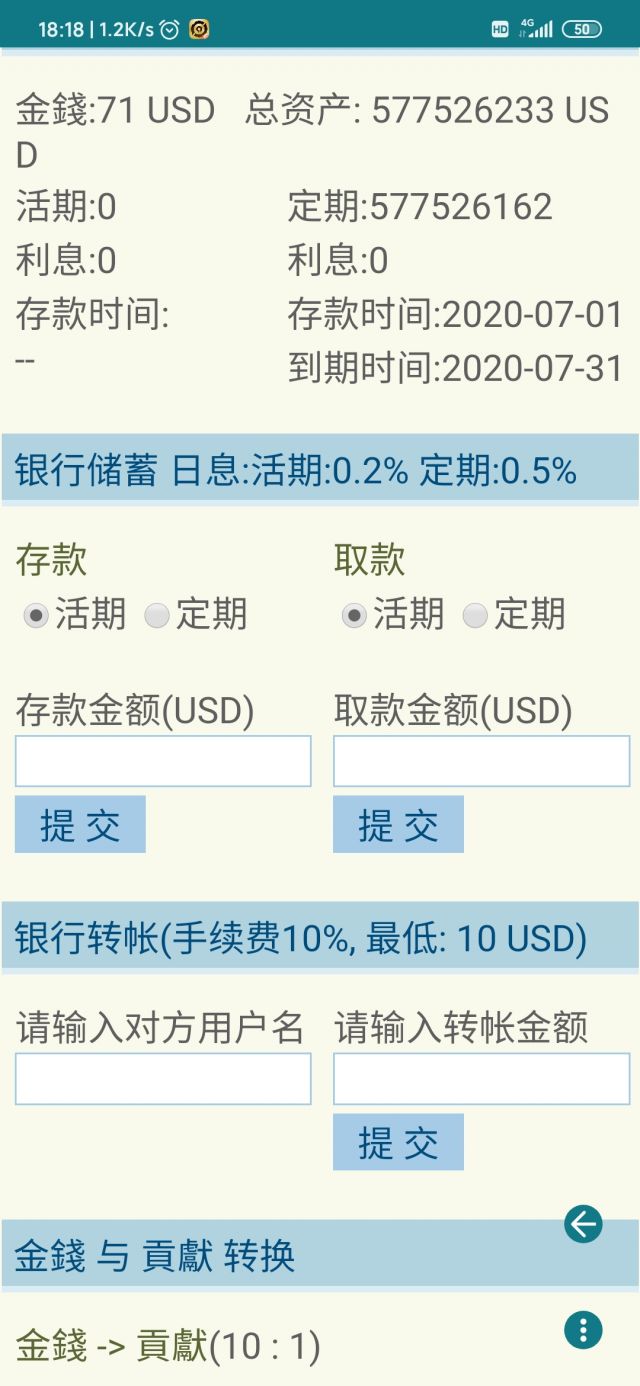 18:18 | 1.2K/s HD 4G 50
金錢:71 USD 总资产: 577526233 US
D
活期:0 定期:577526162
利息:0 利息:0
存款时间: 存款时间:2020-07-01
-- 到期时间:2020-07-31
银行储蓄 日息:活期:0.2% 定期:0.5%
存款 取款
活期 定期 活期 定期
存款金额(USD) 取款金额(USD)
提 交 提 交
银行转帐(手续费10%, 最低: 10 USD)
请输入对方用户名 请输入转帐金额
提 交
金錢 与 貢獻 转换
金錢 -> 貢獻(10 : 1)